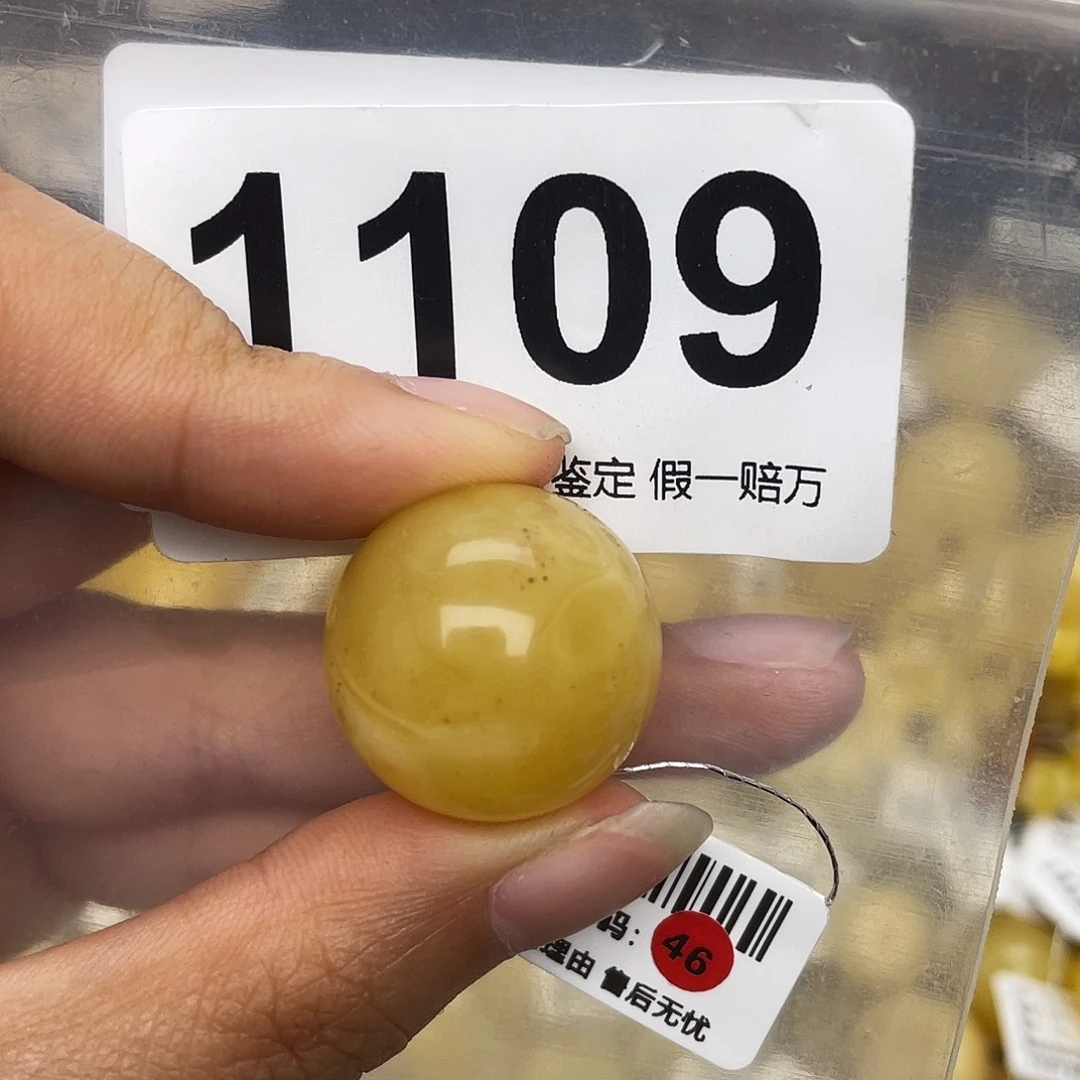 1109
鉴定 假一赔万
码:
46
理由 售后无忧